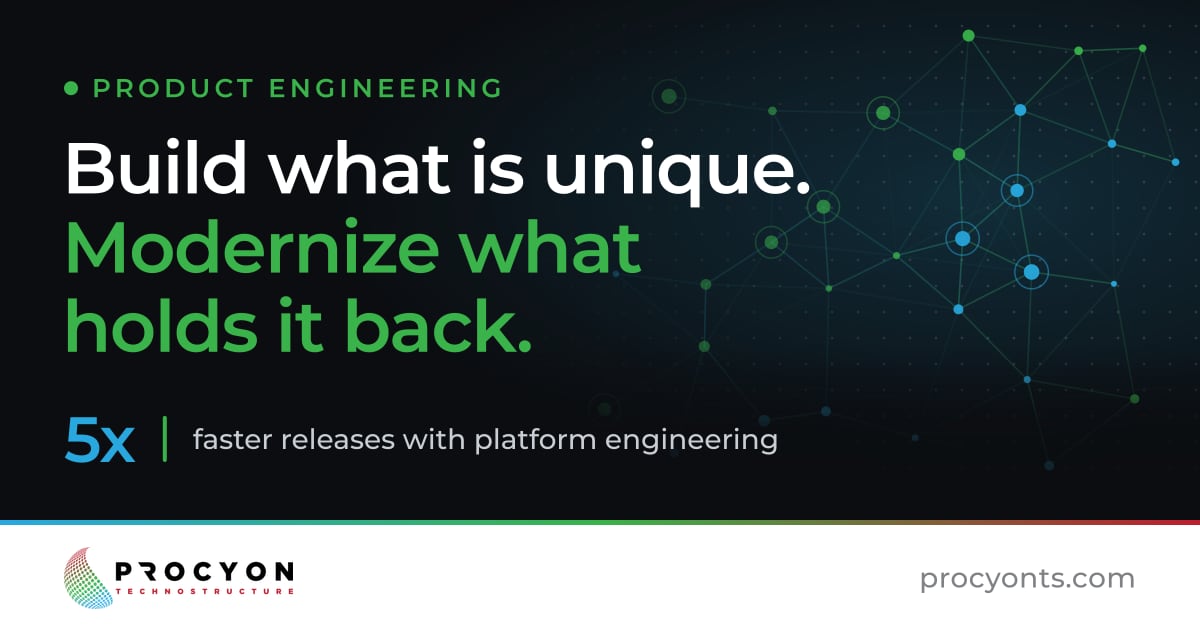 PRODUCT ENGINEERING
Build what is unique.
Modernize what
holds it back.
5x
faster releases with platform engineering
PROCYON
TECHNOSTRUCTURE
procyonts.com